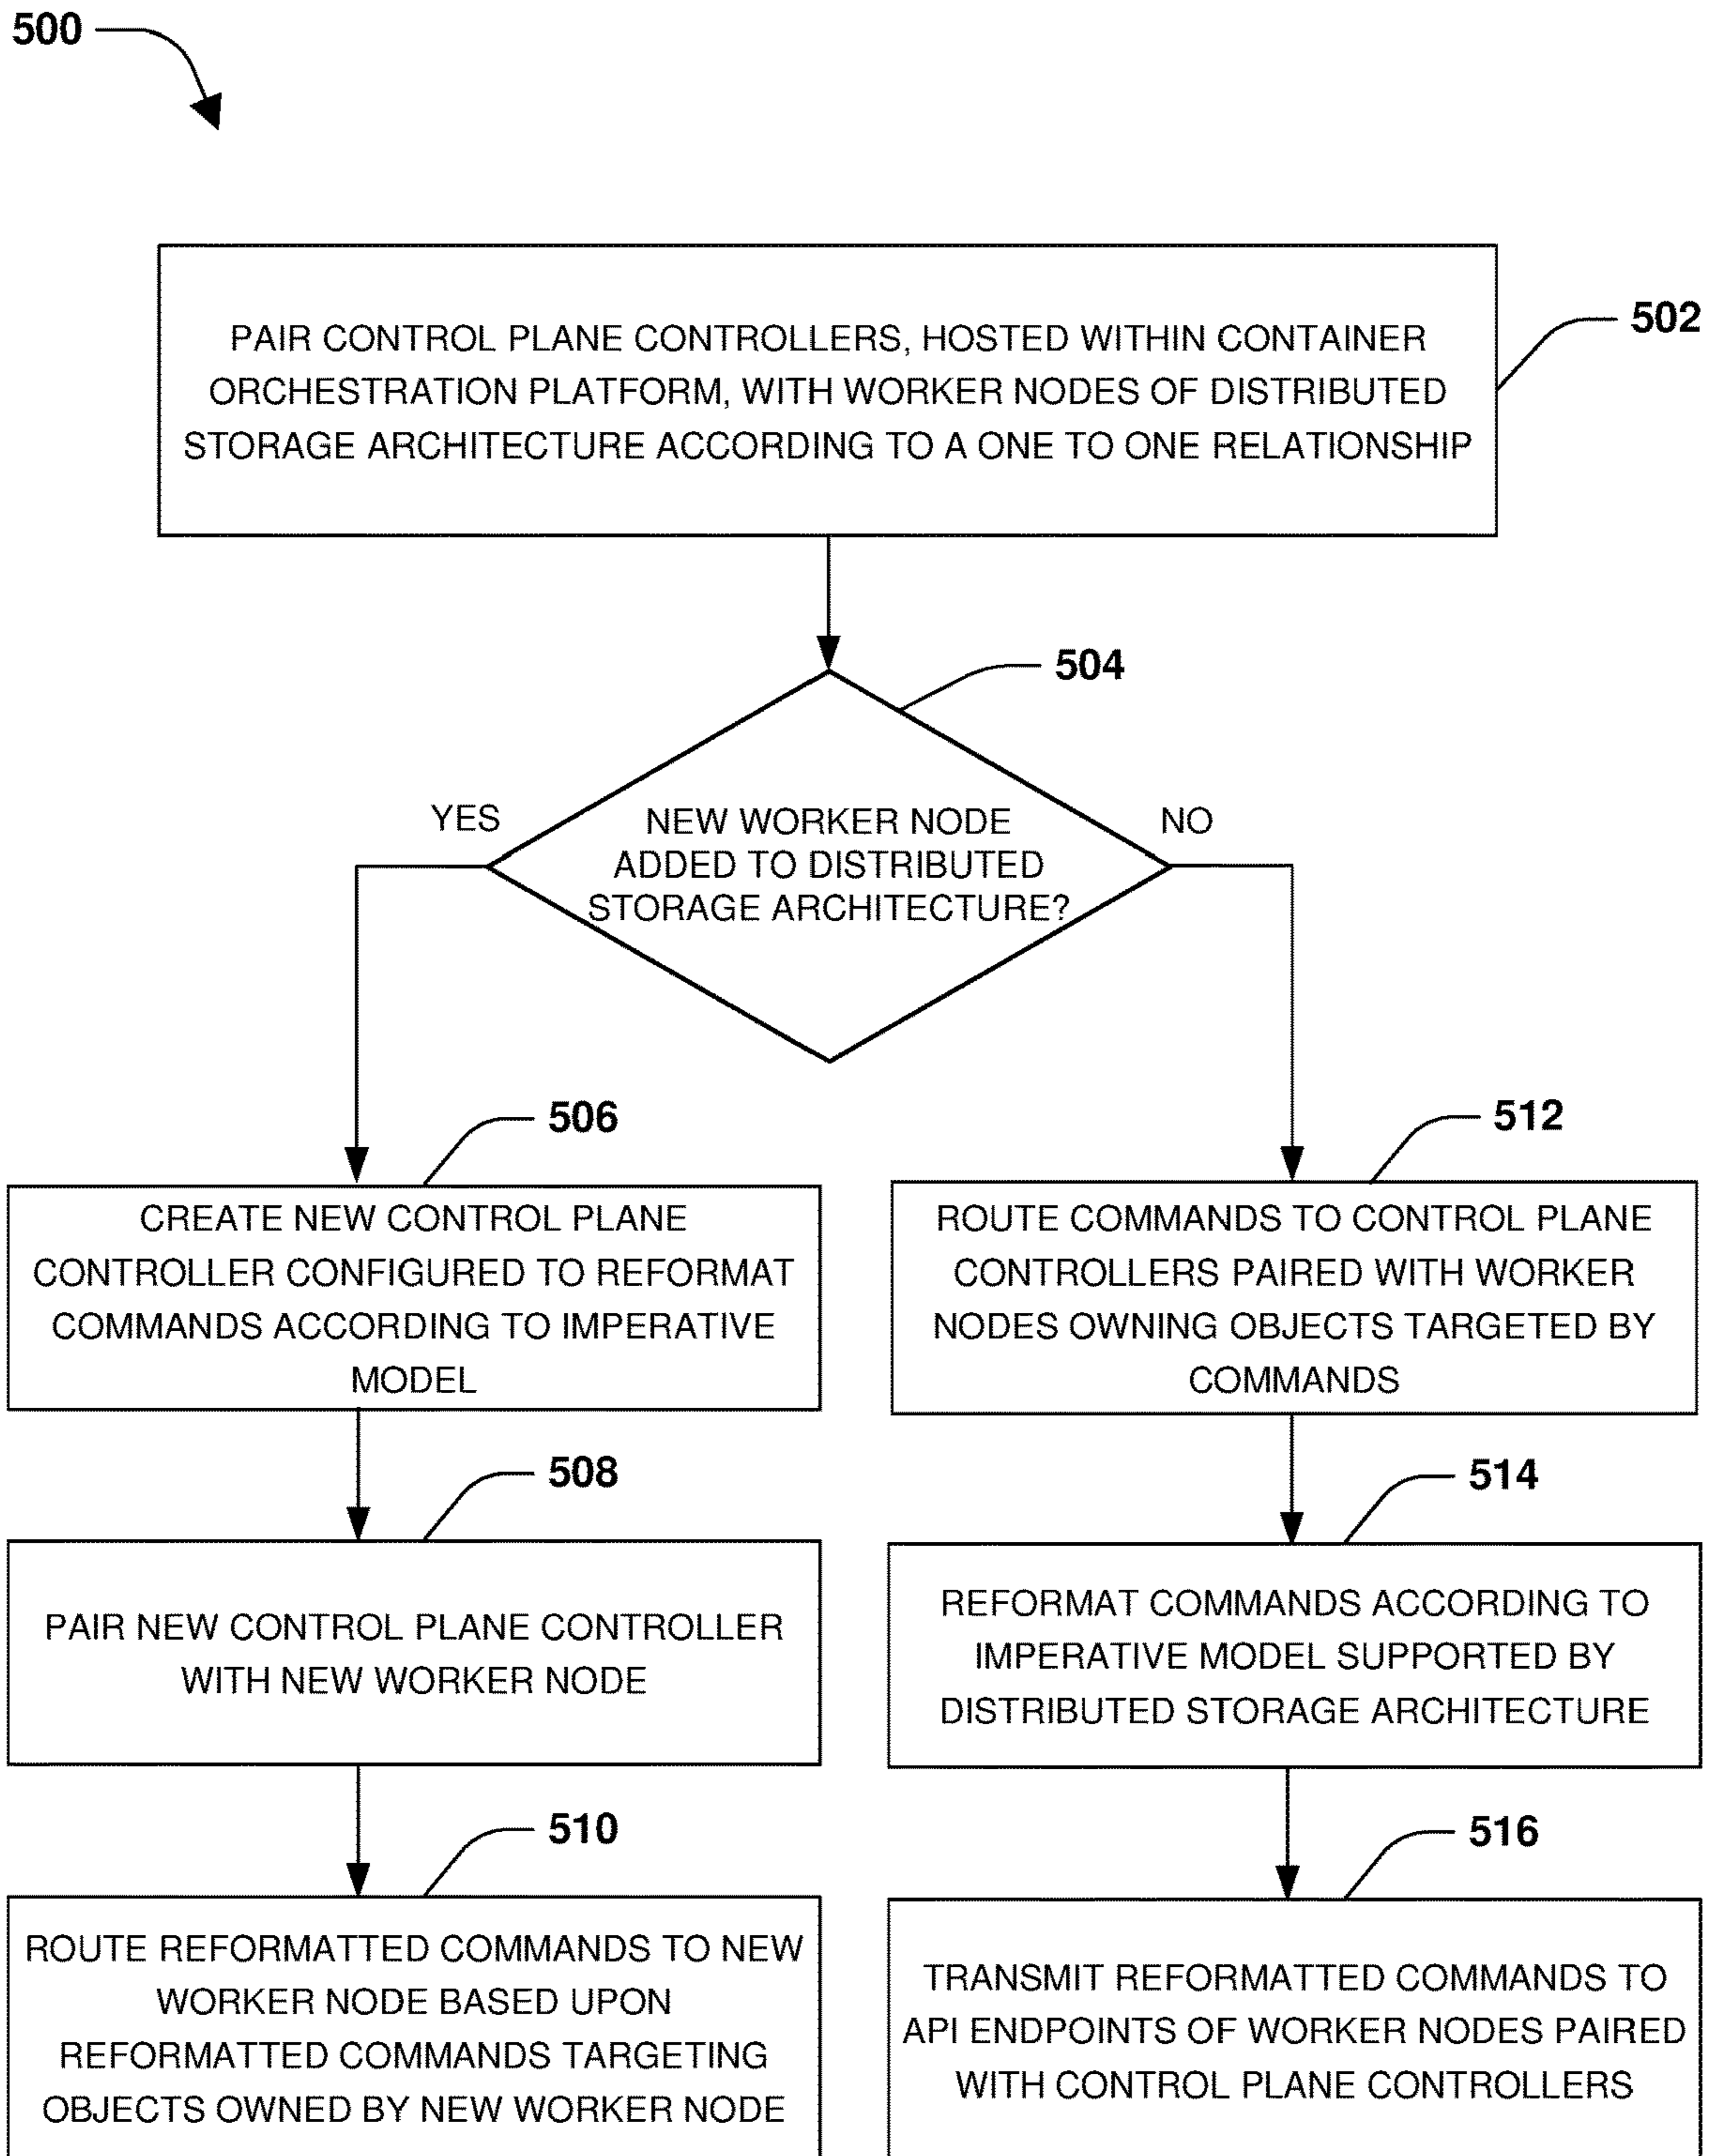 500
PAIR CONTROL PLANE CONTROLLERS, HOSTED WITHIN CONTAINER
ORCHESTRATION PLATFORM, WITH WORKER NODES OF DISTRIBUTED
STORAGE ARCHITECTURE ACCORDING TO A ONE TO ONE RELATIONSHIP
502
504
YES
NEW WORKER NODE
ADDED TO DISTRIBUTED
STORAGE ARCHITECTURE?
NO
506
CREATE NEW CONTROL PLANE
CONTROLLER CONFIGURED TO REFORMAT
COMMANDS ACCORDING TO IMPERATIVE
MODEL
508
PAIR NEW CONTROL PLANE CONTROLLER
WITH NEW WORKER NODE
510
ROUTE REFORMATTED COMMANDS TO NEW
WORKER NODE BASED UPON
REFORMATTED COMMANDS TARGETING
OBJECTS OWNED BY NEW WORKER NODE
512
ROUTE COMMANDS TO CONTROL PLANE
CONTROLLERS PAIRED WITH WORKER
NODES OWNING OBJECTS TARGETED BY
COMMANDS
514
REFORMAT COMMANDS ACCORDING TO
IMPERATIVE MODEL SUPPORTED BY
DISTRIBUTED STORAGE ARCHITECTURE
516
TRANSMIT REFORMATTED COMMANDS TO
API ENDPOINTS OF WORKER NODES PAIRED
WITH CONTROL PLANE CONTROLLERS